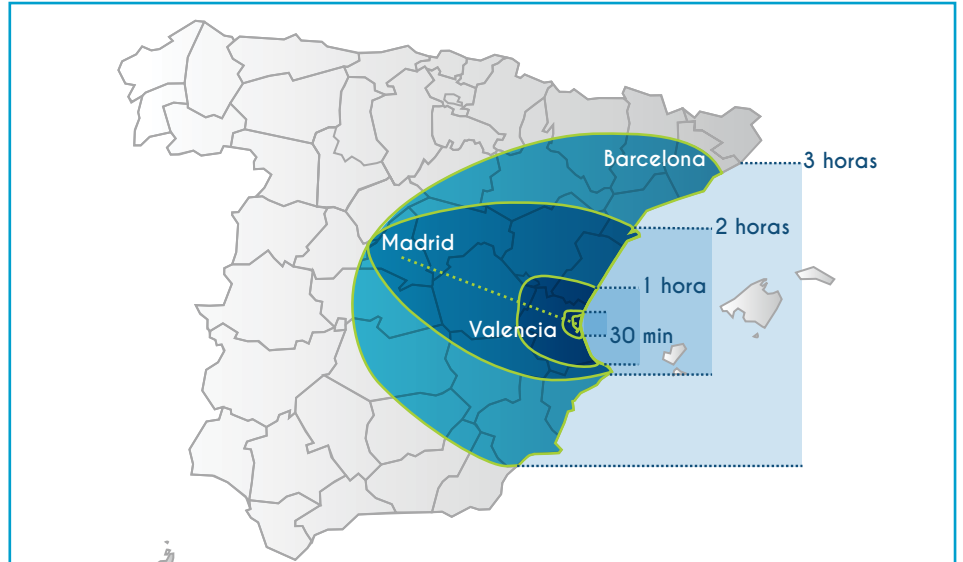 Barcelona
3 horas
2 horas
Madrid
1 hora
Valencia
30 min